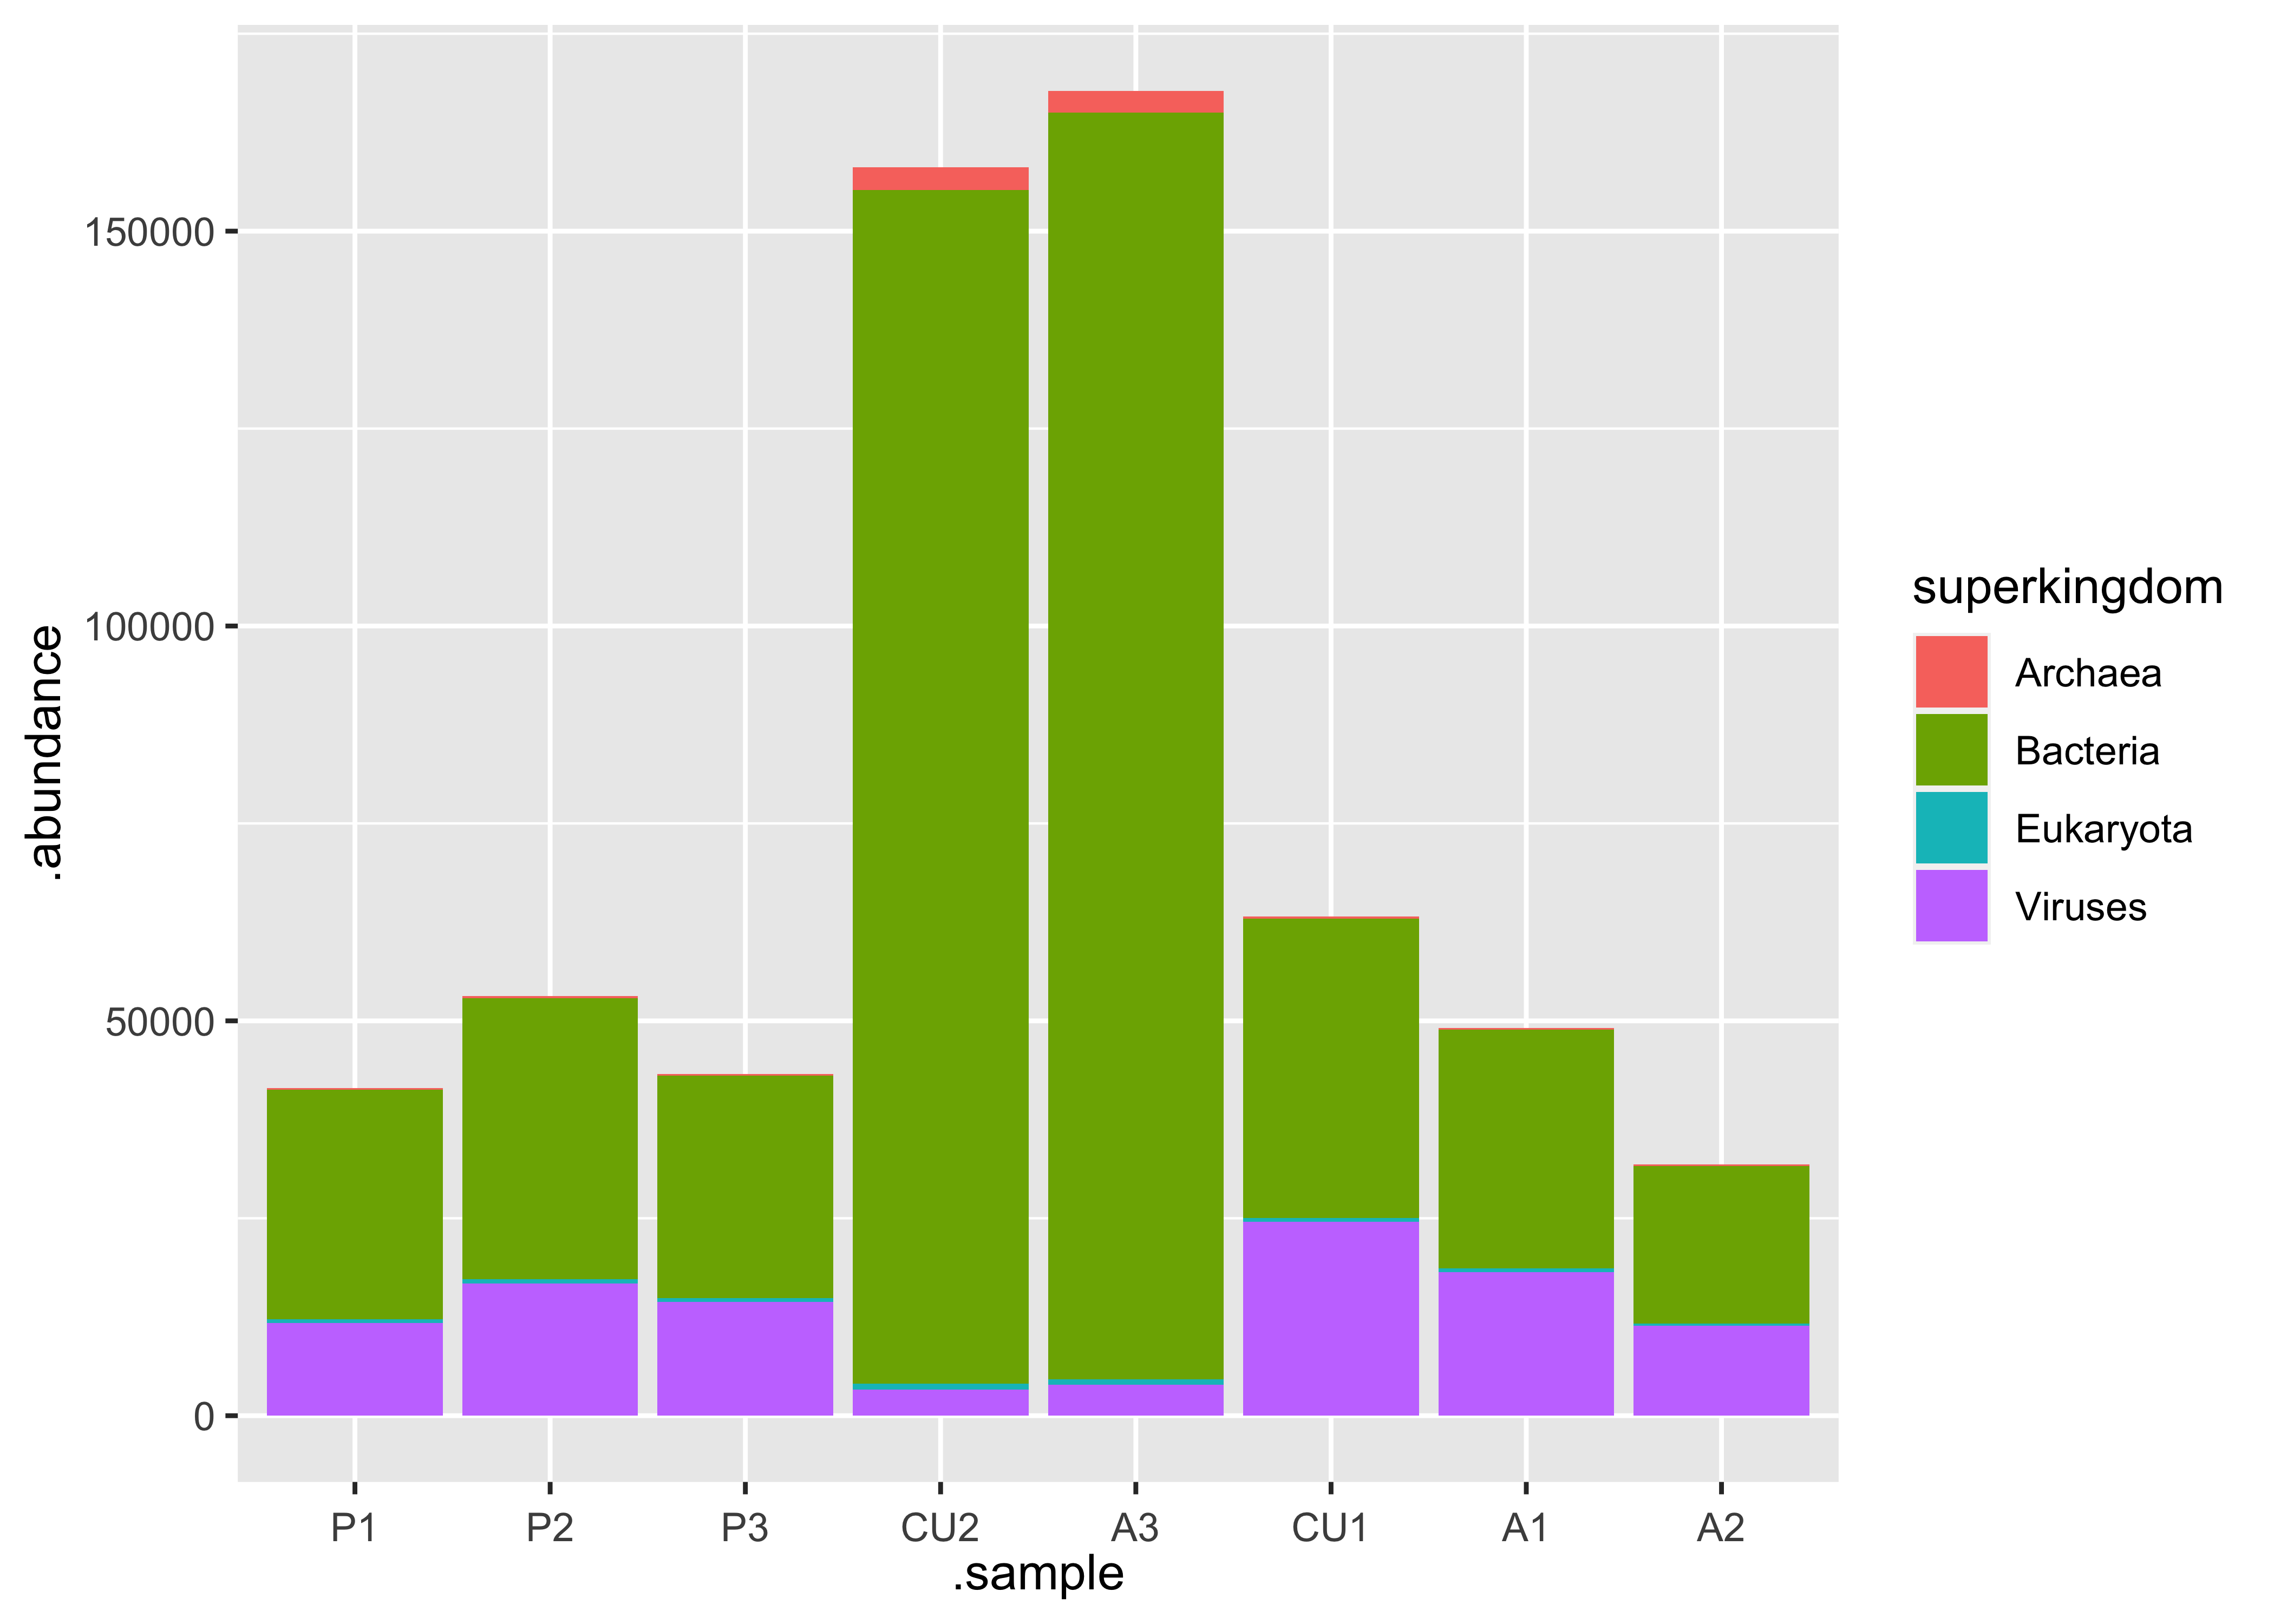 .abundance
150000
100000
50000
0
P1 P2 P3 CU2 A3 CU1 A1 A2
.sample
superkingdom
Archaea
Bacteria
Eukaryota
Viruses